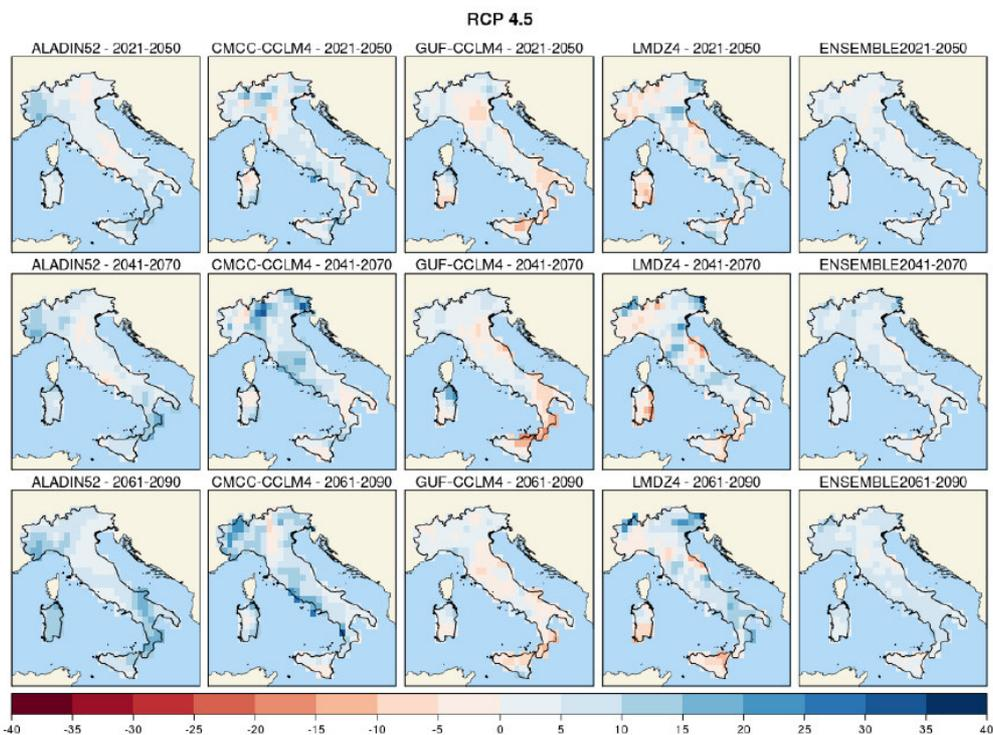 RCP 4.5
ALADIN52 - 2021-2050 CMCC-CCLM4 - 2021-2050 GUF-CCLM4 - 2021-2050 LMDZ4 - 2021-2050 ENSEMBLE2021-2050
ALADIN52 - 2041-2070 CMCC-CCLM4 - 2041-2070 GUF-CCLM4 - 2041-2070 LMDZ4 - 2041-2070 ENSEMBLE2041-2070
ALADIN52 - 2061-2090 CMCC-CCLM4 - 2061-2090 GUF-CCLM4 - 2061-2090 LMDZ4 - 2061-2090 ENSEMBLE2061-2090
-40 -35 -30 -25 -20 -15 -10 -5 0 5 10 15 20 25 30 35 40